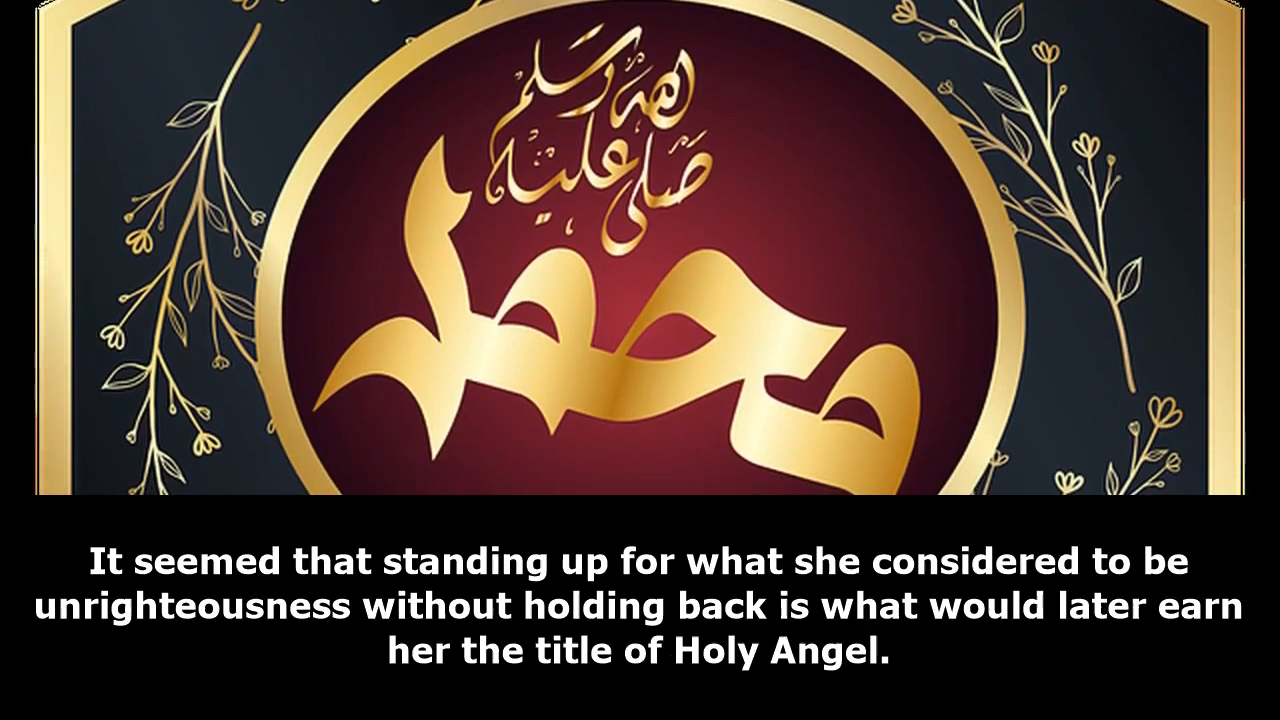 صلى الله عليه وسلم
محمد
It seemed that standing up for what she considered to be
unrighteousness without holding back is what would later earn
her the title of Holy Angel.